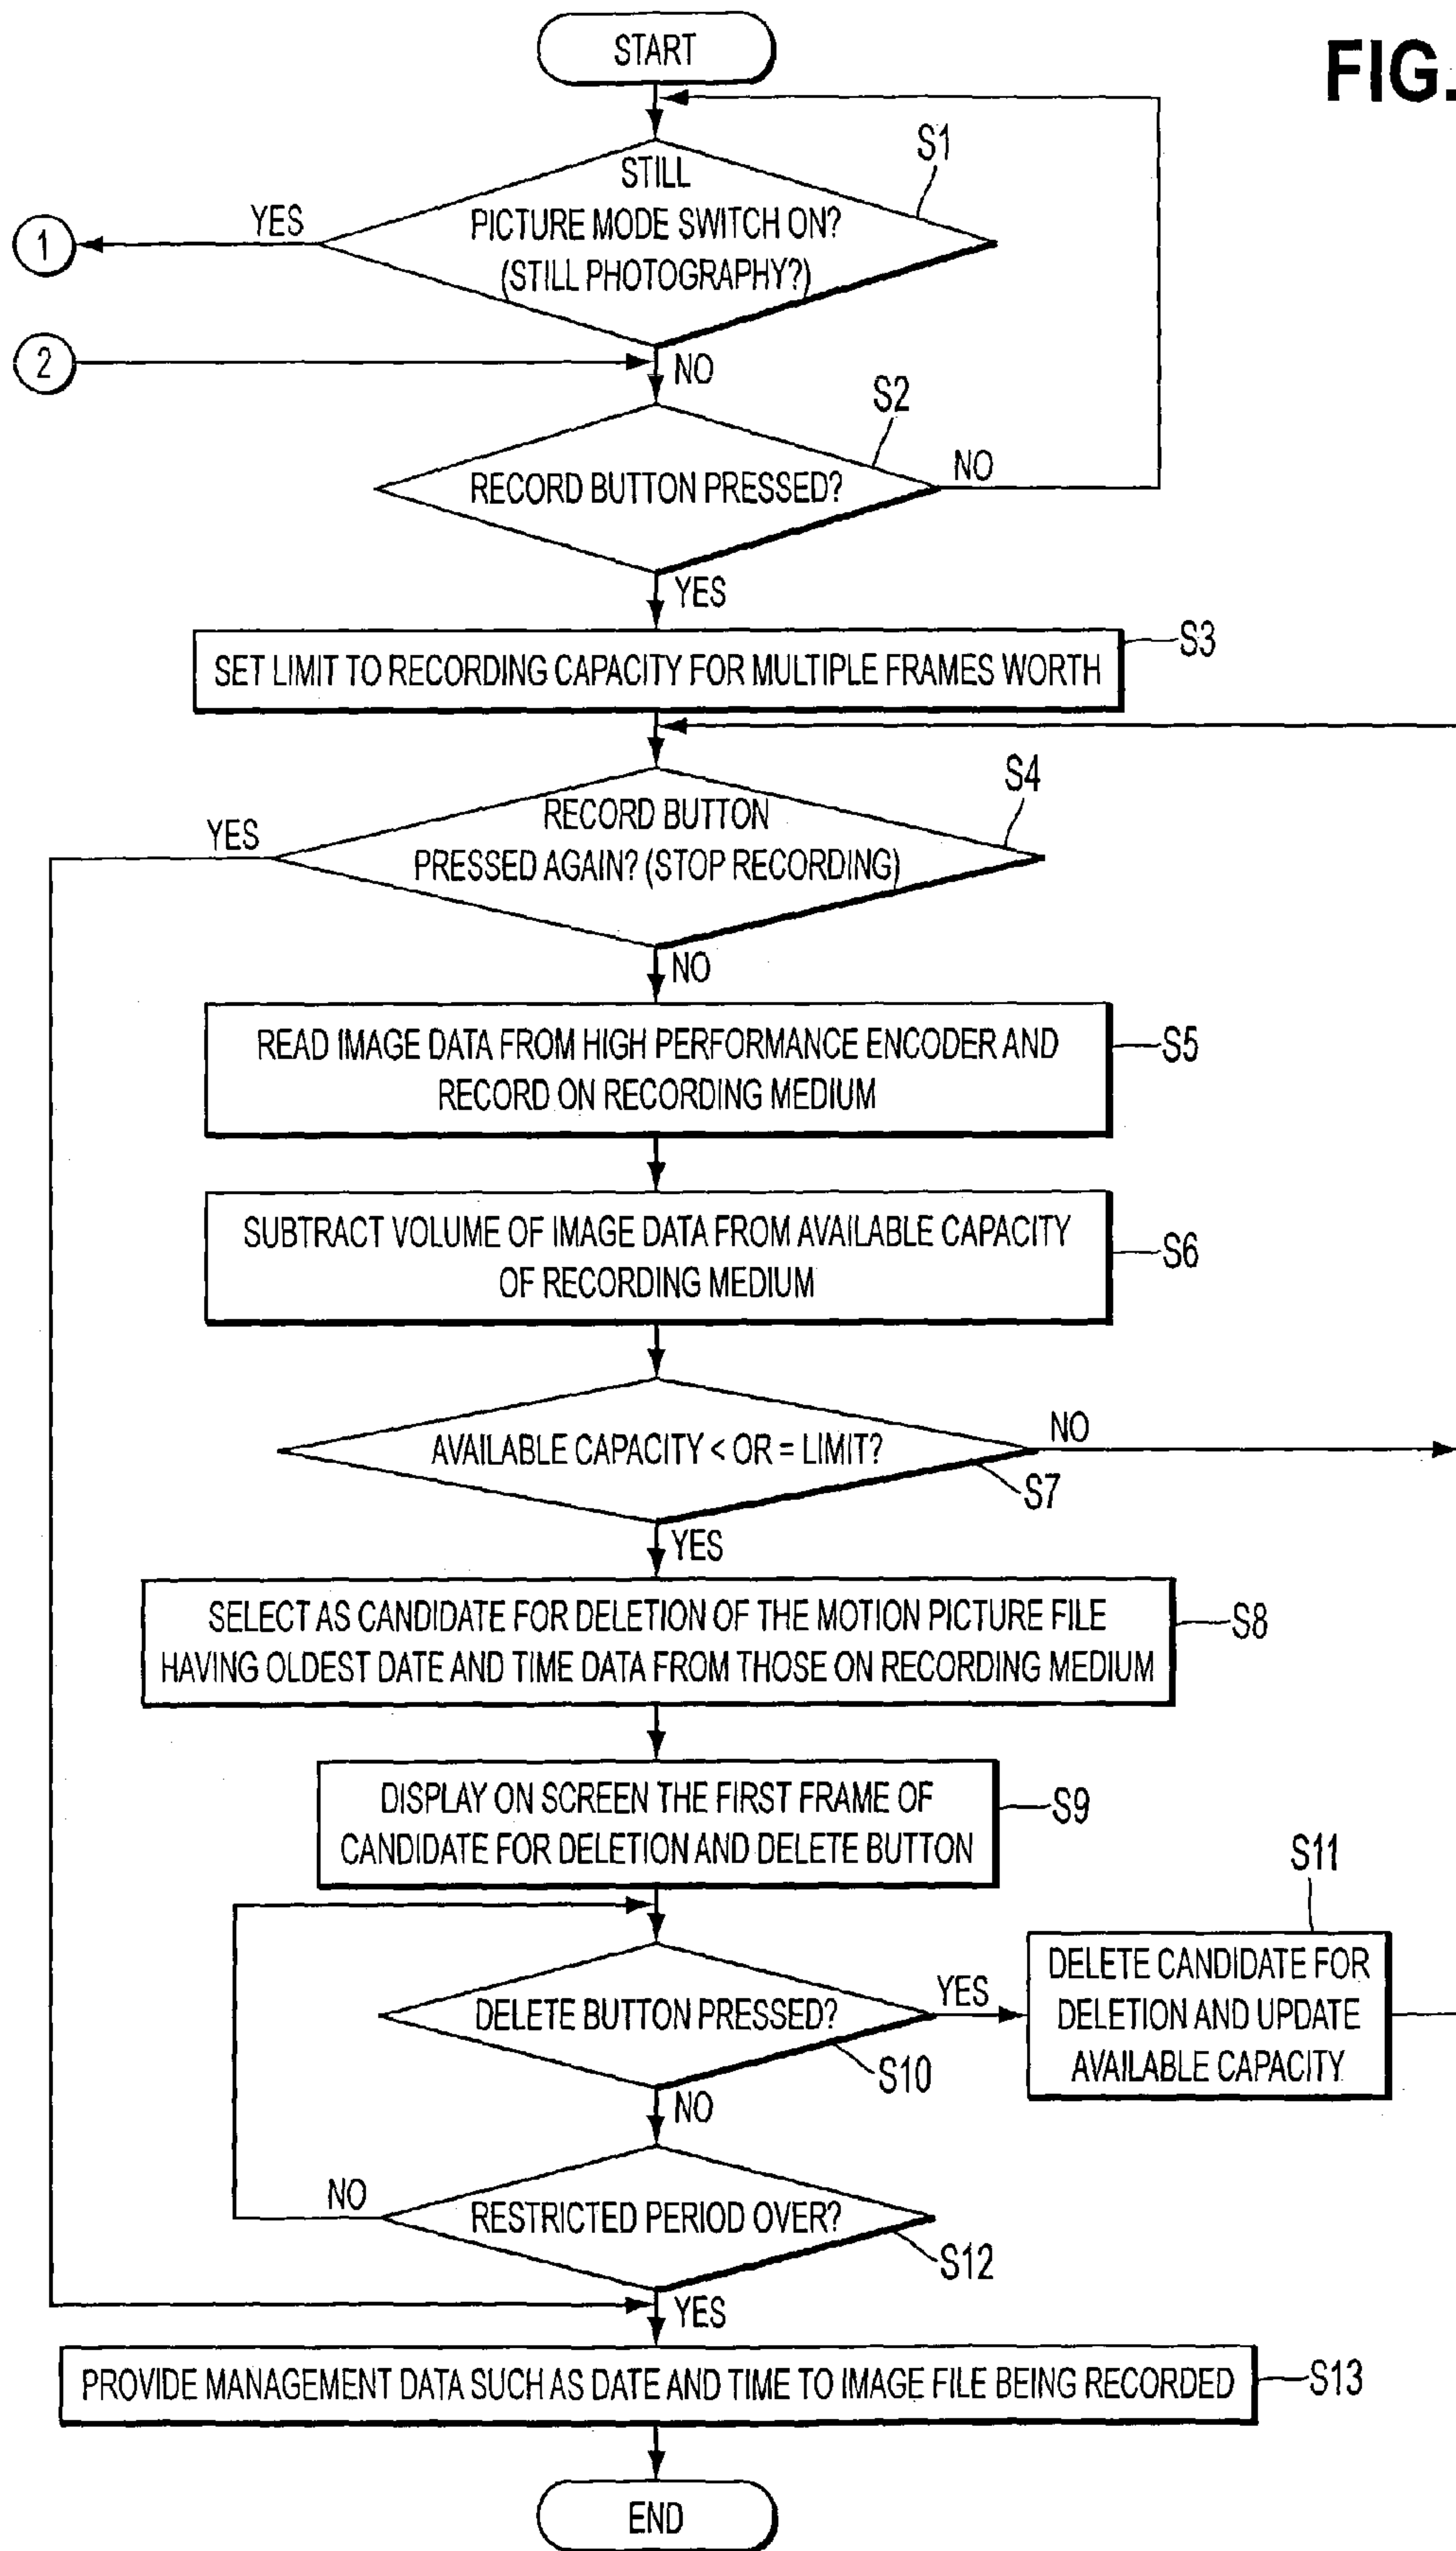 START
FIG.
S1
STILL
PICTURE MODE SWITCH ON?
(STILL PHOTOGRAPHY?)
YES
1
2
NO
S2
RECORD BUTTON PRESSED?
NO
YES
S3
SET LIMIT TO RECORDING CAPACITY FOR MULTIPLE FRAMES WORTH
S4
RECORD BUTTON
PRESSED AGAIN? (STOP RECORDING)
YES
NO
READ IMAGE DATA FROM HIGH PERFORMANCE ENCODER AND
RECORD ON RECORDING MEDIUM
S5
SUBTRACT VOLUME OF IMAGE DATA FROM AVAILABLE CAPACITY
OF RECORDING MEDIUM
S6
AVAILABLE CAPACITY < OR = LIMIT?
NO
S7
YES
SELECT AS CANDIDATE FOR DELETION OF THE MOTION PICTURE FILE
HAVING OLDEST DATE AND TIME DATA FROM THOSE ON RECORDING MEDIUM
S8
DISPLAY ON SCREEN THE FIRST FRAME OF
CANDIDATE FOR DELETION AND DELETE BUTTON
S9
S11
DELETE BUTTON PRESSED?
YES
S10
DELETE CANDIDATE FOR
DELETION AND UPDATE
AVAILABLE CAPACITY
NO
RESTRICTED PERIOD OVER?
NO
S12
YES
PROVIDE MANAGEMENT DATA SUCH AS DATE AND TIME TO IMAGE FILE BEING RECORDED
S13
END